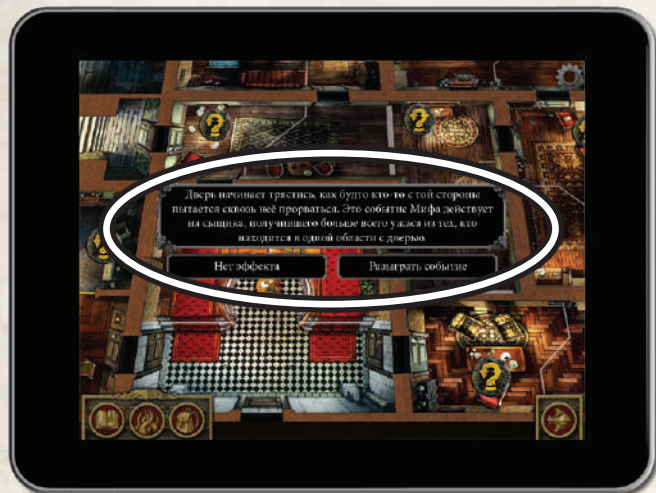 Дверь начинает трястись, как будто кто-то с той стороны
пытается сквозь неё прорваться. Это событие Мифа действует
на сыщика, получившего больше всего ужаса из тех, кто
находится в одной области с дверью.
Нет эффекта
Разыграть событие